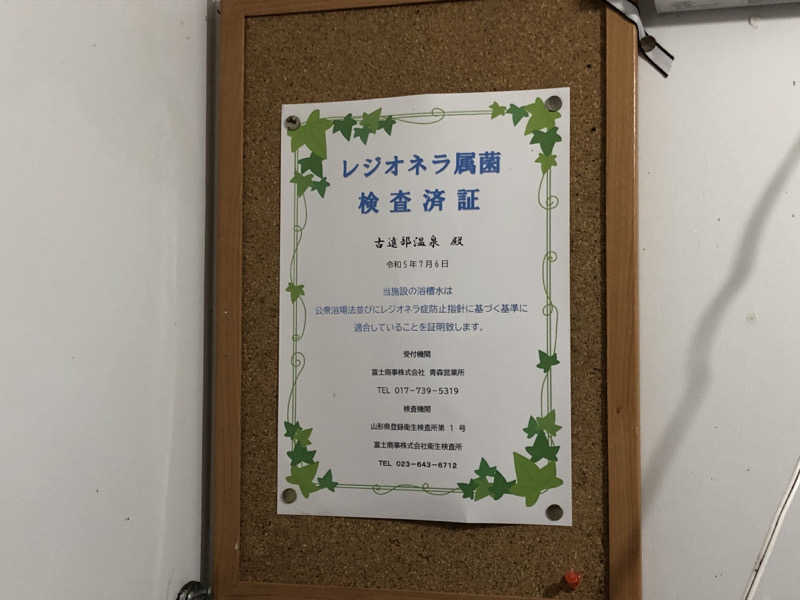 レジオネラ属菌
検査済証
古遠部温泉 殿
令和5年7月6日
当施設の浴槽水は
公衆浴場法並びにレジオネラ症防止指針に基づく基準に
適合していることを証明致します。
受付機関
冨士商事株式会社 青森営業所
TEL 017-739-5319
検査機関
山形県登録衛生検査所第 1 号
冨士商事株式会社衛生検査所
TEL 023-643-6712